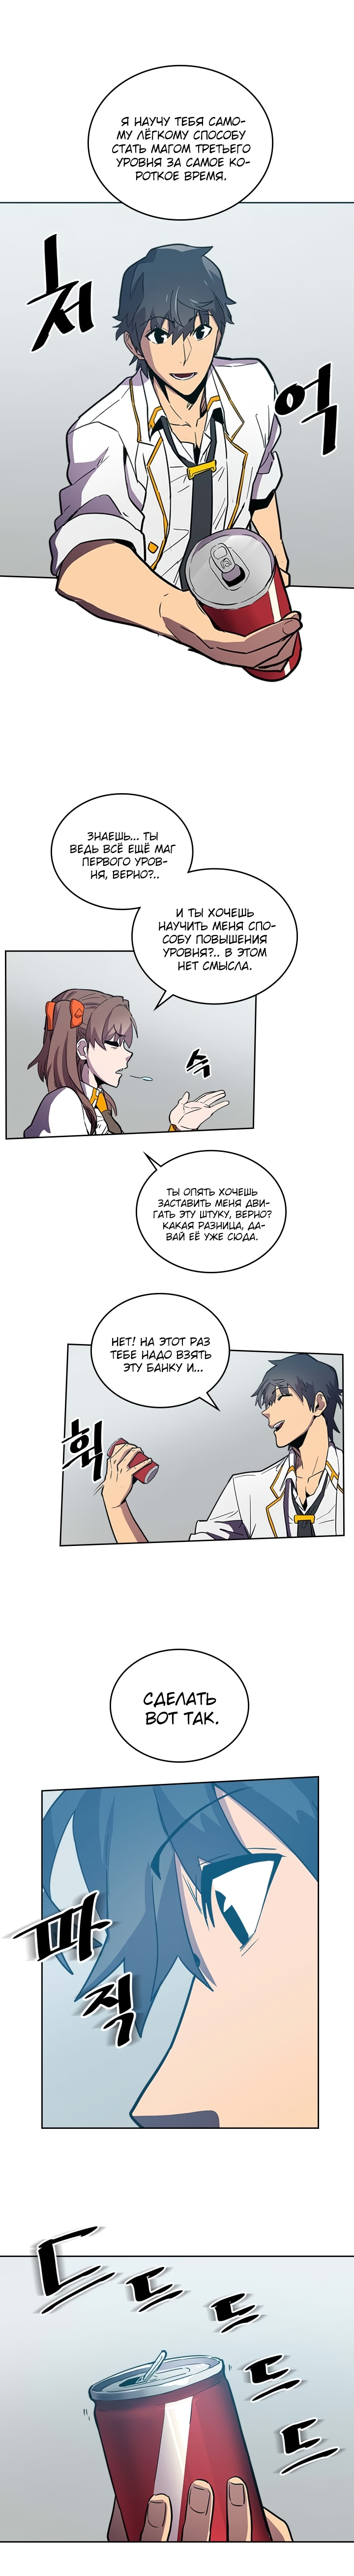 Я НАУЧУ ТЕБЯ САМО-
МУ ЛЁГКОМУ СПОСОБУ
СТАТЬ МАГОМ ТРЕТЬЕГО
УРОВНЯ ЗА САМОЕ КО-
РОТКОЕ ВРЕМЯ.
처
억
ЗНАЕШЬ... ТЫ
ВЕДЬ ВСЁ ЕЩЁ МАГ
ПЕРВОГО УРОВ-
НЯ, ВЕРНО?..
И ТЫ ХОЧЕШЬ
НАУЧИТЬ МЕНЯ СПО-
СОБУ ПОВЫШЕНИЯ
УРОВНЯ?.. В ЭТОМ
НЕТ СМЫСЛА.
슥
ТЫ ОПЯТЬ ХОЧЕШЬ
ЗАСТАВИТЬ МЕНЯ ДВИ-
ГАТЬ ЭТУ ШТУКУ, ВЕРНО?
КАКАЯ РАЗНИЦА, ДА-
ВАЙ ЕЁ УЖЕ СЮДА.
НЕТ! НА ЭТОТ РАЗ
ТЕБЕ НАДО ВЗЯТЬ
ЭТУ БАНКУ И...
휙
СДЕЛАТЬ
ВОТ ТАК.
파
직
드
드
드
드
드